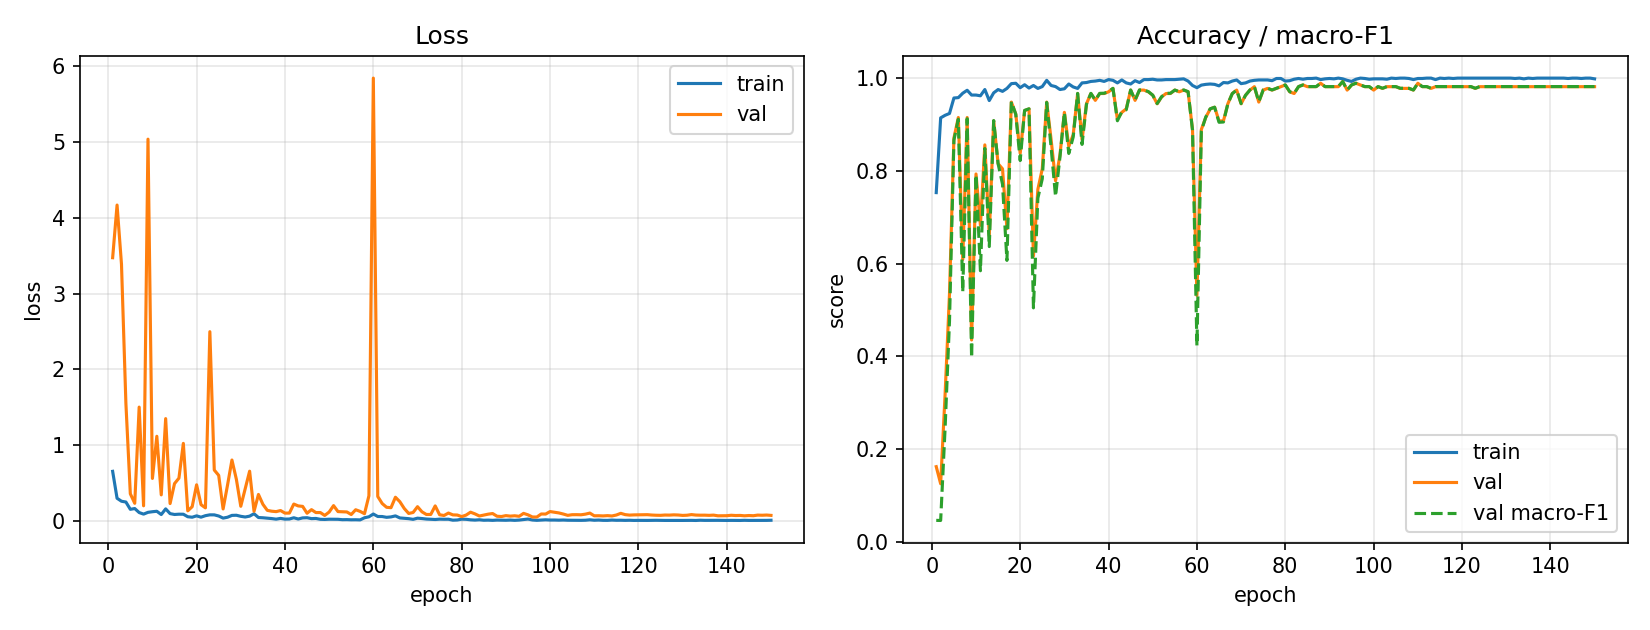 Loss
6
5
4
3
2
1
0
loss
0 20 40 60 80 100 120 140
epoch
train
val
Accuracy / macro-F1
1.0
0.8
0.6
0.4
0.2
0.0
score
0 20 40 60 80 100 120 140
epoch
train
val
val macro-F1